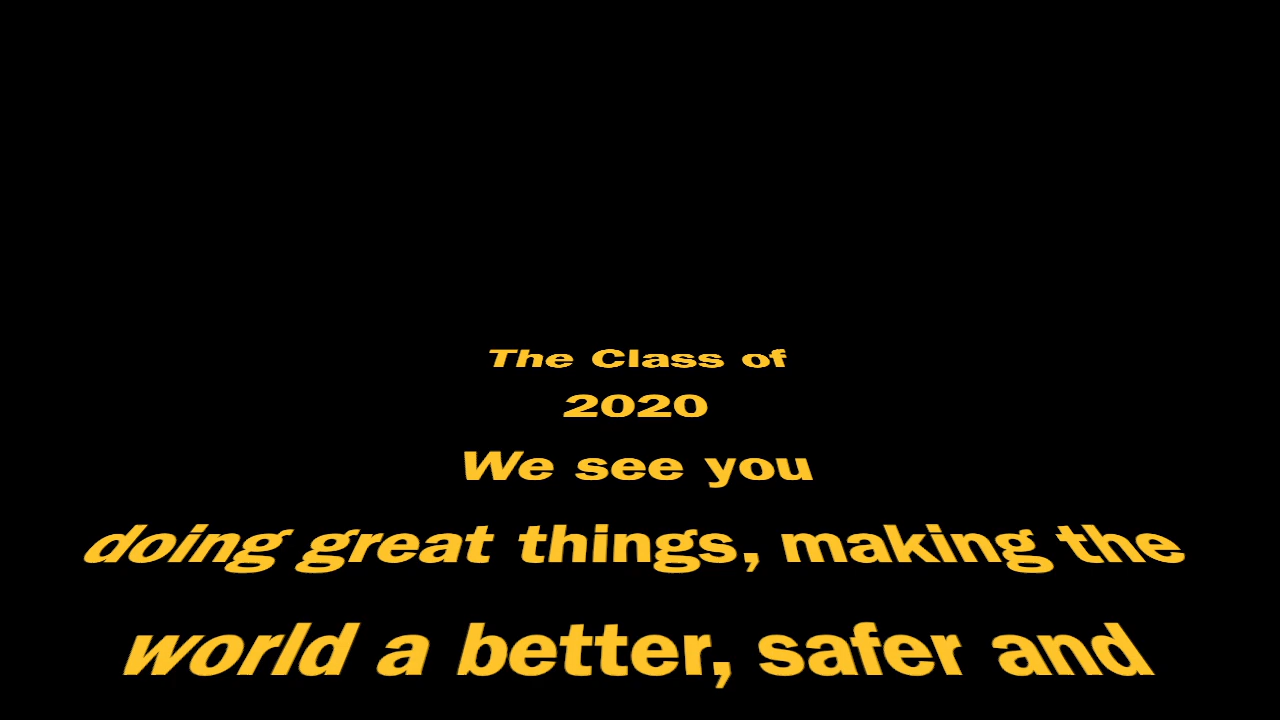 The Class of
2020
We see you
doing great things, making the
world a better, safer and